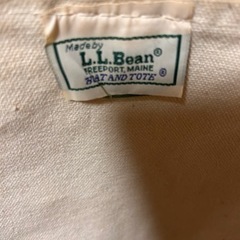 Made by
L.L.Bean®
FREEPORT, MAINE
BOAT AND TOTE®